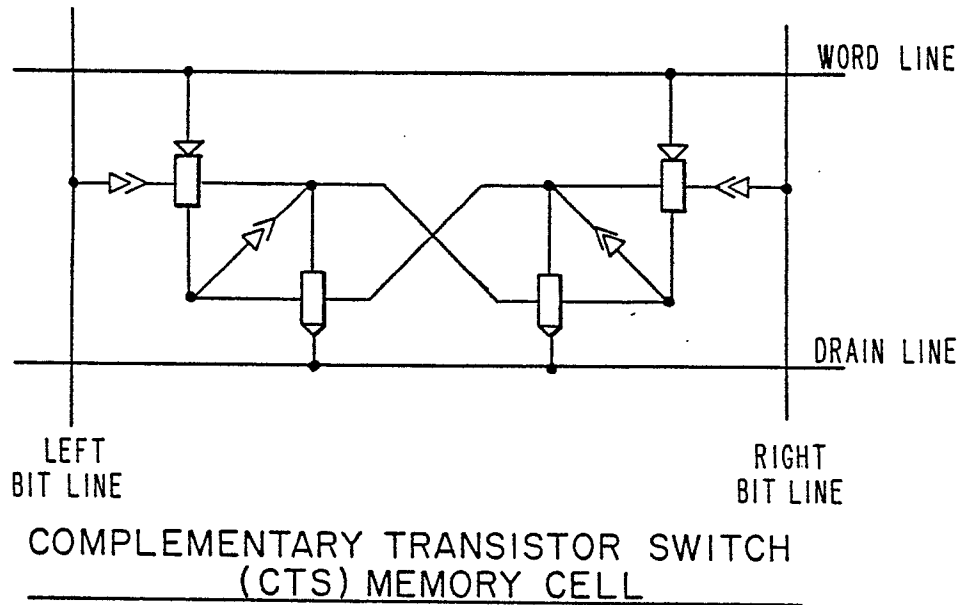 WORD LINE
DRAIN LINE
LEFT
BIT LINE
RIGHT
BIT LINE
COMPLEMENTARY TRANSISTOR SWITCH
(CTS) MEMORY CELL